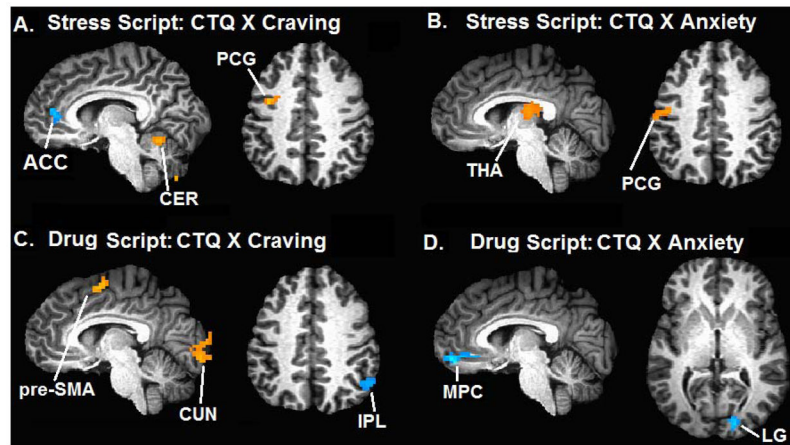 A. Stress Script: CTQ X Craving
PCG
ACC
CER
B. Stress Script: CTQ X Anxiety
THA
PCG
C. Drug Script: CTQ X Craving
pre-SMA
CUN
IPL
D. Drug Script: CTQ X Anxiety
MPC
LG